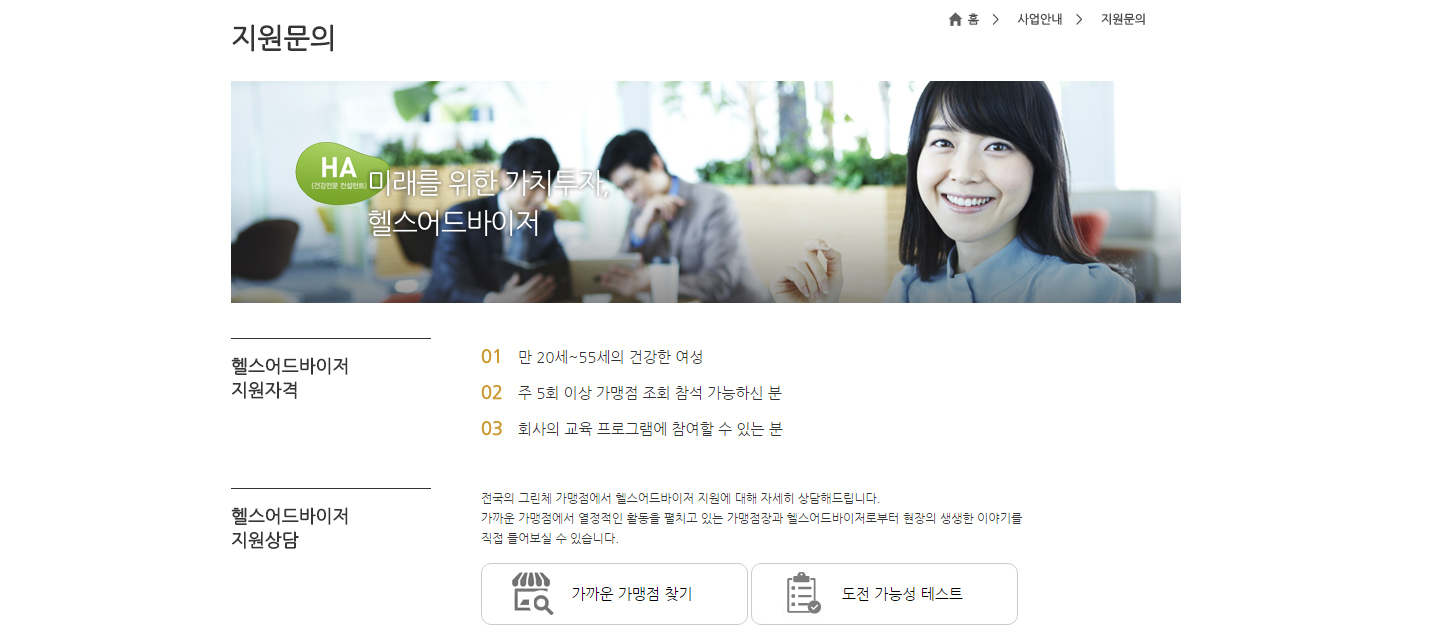 홈 > 사업안내 > 지원문의
지원문의
HA
(건강전문 컨설턴트)
미래를 위한 가치투자,
헬스어드바이저
헬스어드바이저
지원자격
01 만 20세~55세의 건강한 여성
02 주 5회 이상 가맹점 조회 참석 가능하신 분
03 회사의 교육 프로그램에 참여할 수 있는 분
헬스어드바이저
지원상담
전국의 그린체 가맹점에서 헬스어드바이저 지원에 대해 자세히 상담해드립니다.
가까운 가맹점에서 열정적인 활동을 펼치고 있는 가맹점장과 헬스어드바이저로부터 현장의 생생한 이야기를
직접 들어보실 수 있습니다.
가까운 가맹점 찾기
도전 가능성 테스트